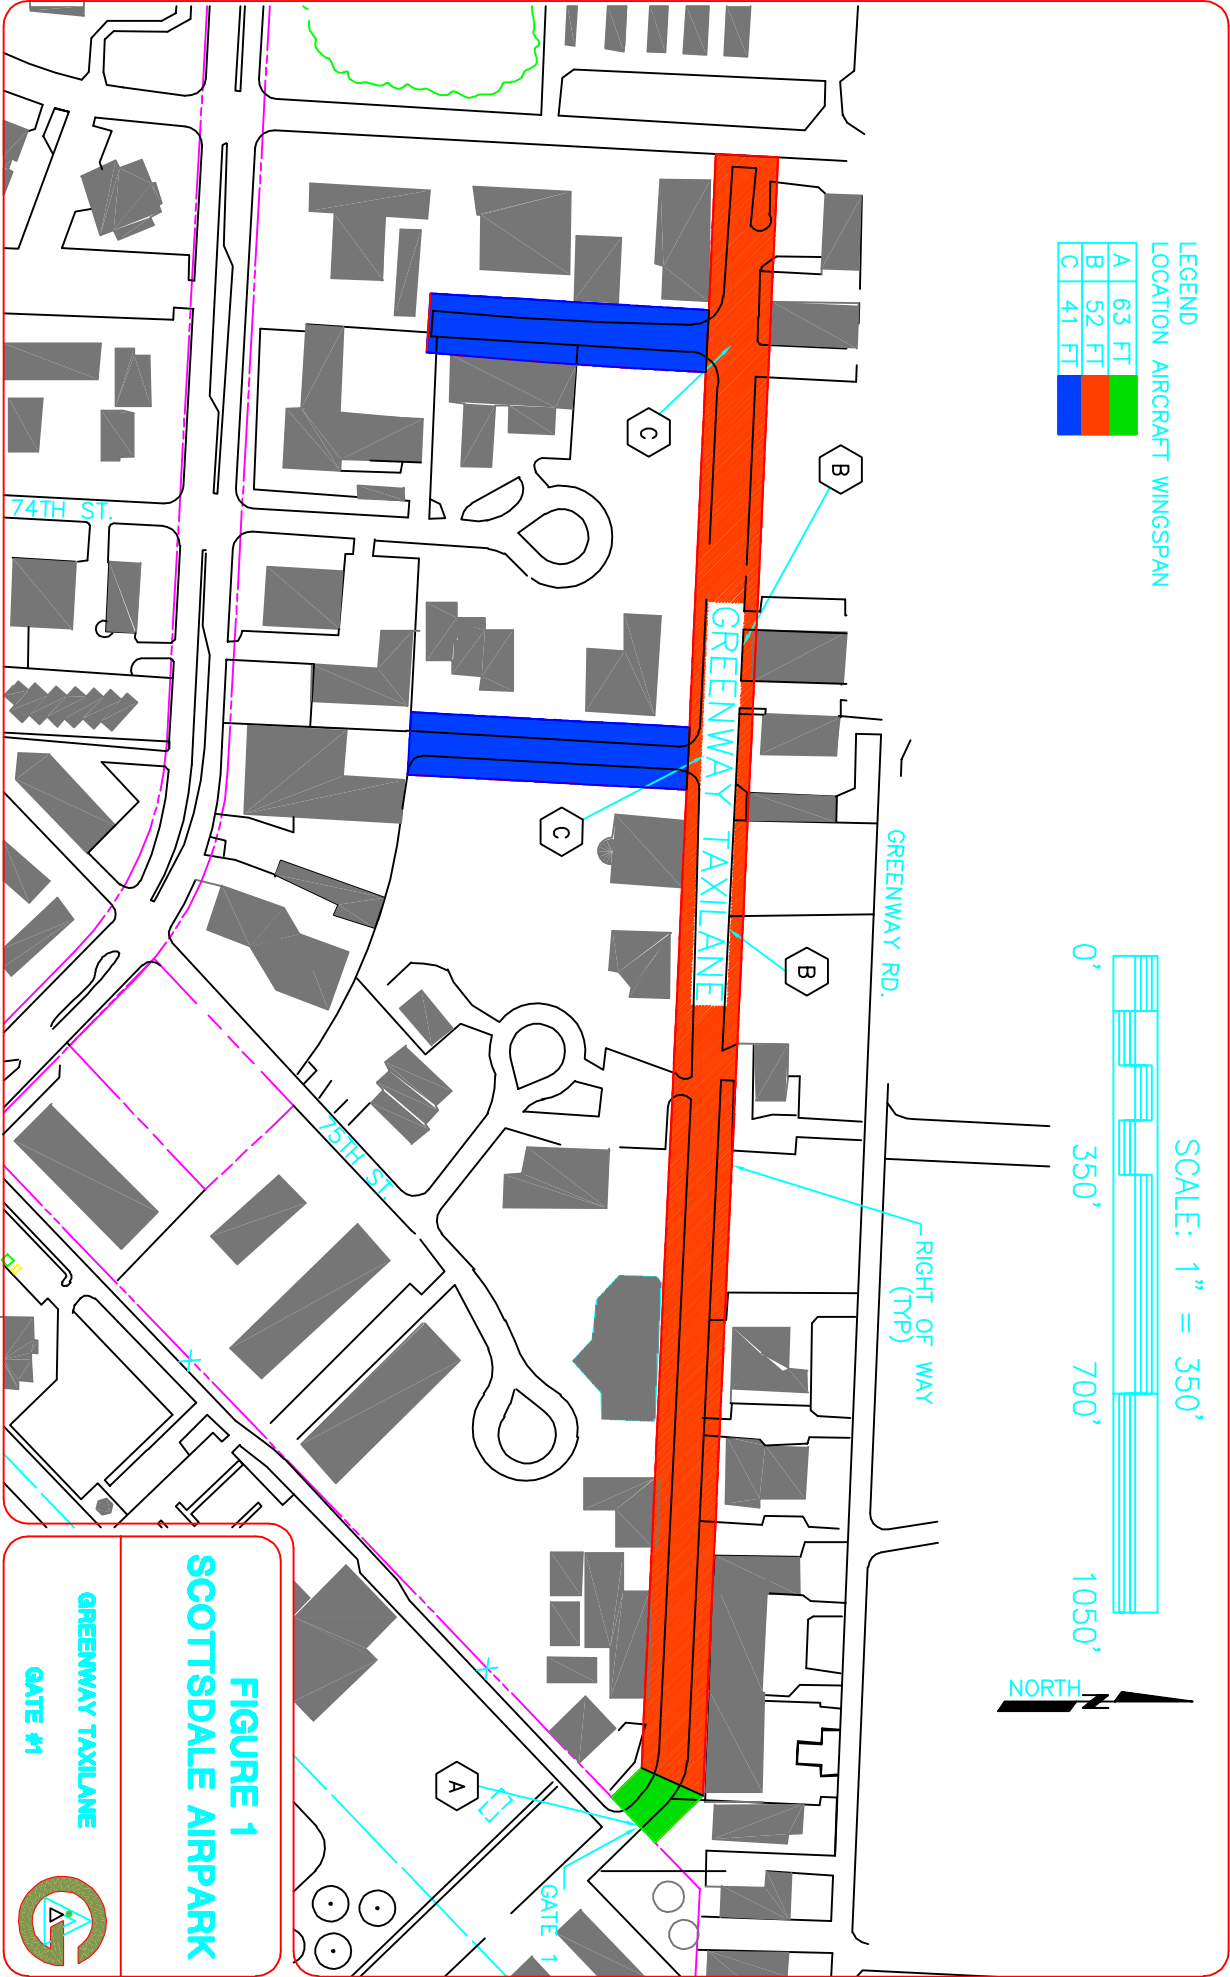 LEGEND
LOCATION AIRCRAFT WINGSPAN
A 63 FT
B 52 FT
C 41 FT
SCALE: 1" = 350'
0' 350' 700' 1050'
NORTH
GREENWAY RD.
RIGHT OF WAY
(TYP)
B
B
GREENWAY TAXILANE
C
C
A
GATE 1
74TH ST.
75TH ST.
X
X
FIGURE 1
SCOTTSDALE AIRPARK
GREENWAY TAXILANE
GATE #1